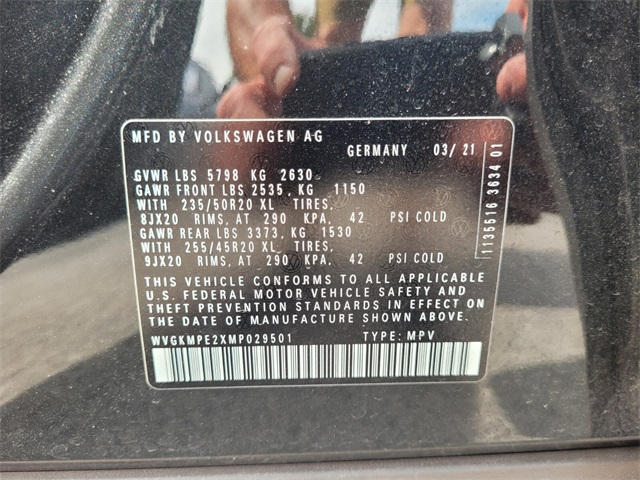 MFD BY VOLKSWAGEN AG
GERMANY 03/ 21
GVWR LBS 5798 KG 2630
GAWR FRONT LBS 2535, KG 1150
WITH 235/50R20 XL TIRES,
8JX20 RIMS, AT 290 KPA, 42 PSI COLD
GAWR REAR LBS 3373, KG 1530
WITH 255/45R20 XL TIRES,
9JX20 RIMS, AT 290 KPA, 42 PSI COLD
THIS VEHICLE CONFORMS TO ALL APPLICABLE
U.S. FEDERAL MOTOR VEHICLE SAFETY AND
THEFT PREVENTION STANDARDS IN EFFECT ON
THE DATE OF MANUFACTURE SHOWN ABOVE.
WVGKMPE2XMP029501 TYPE: MPV
1135516 3634 01